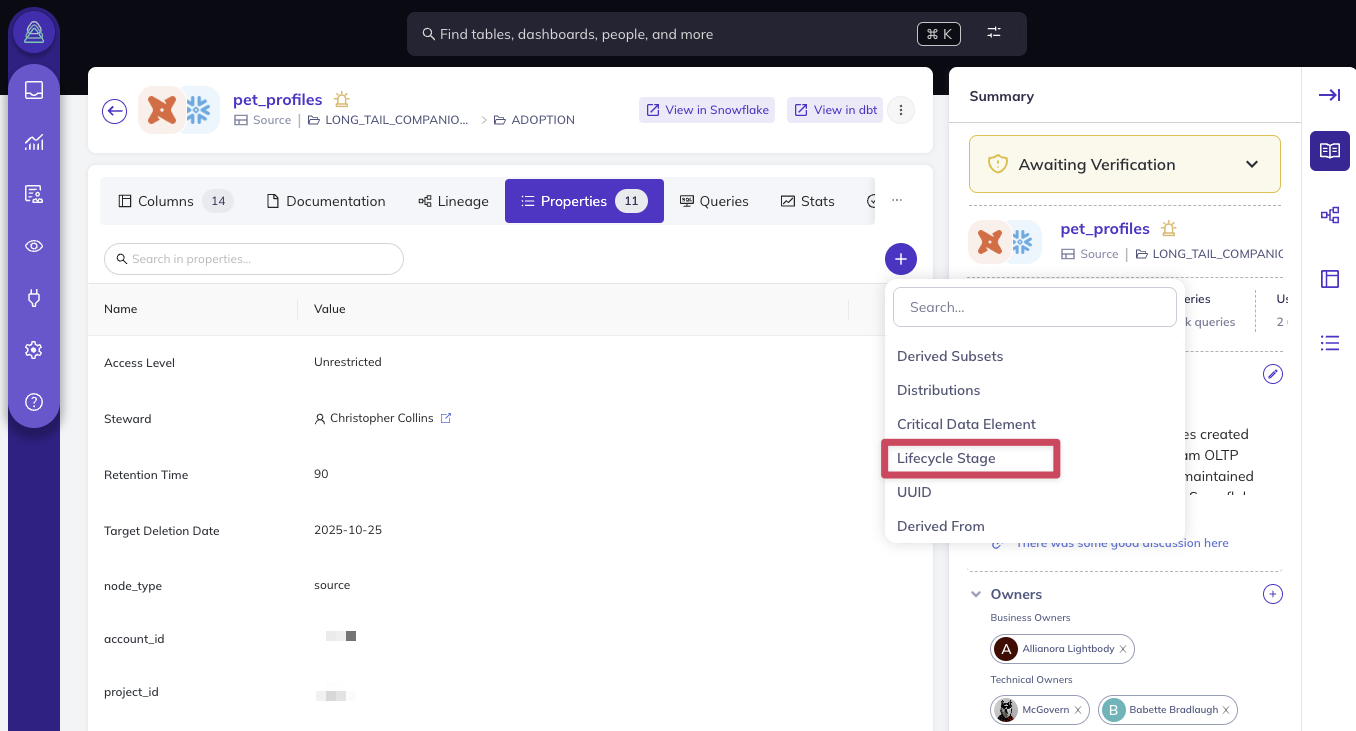 Find tables, dashboards, people, and more
⌘ K
pet_profiles
Source | LONG_TAIL_COMPANIO... > ADOPTION
View in Snowflake
View in dbt
Columns 14
Documentation
Lineage
Properties 11
Queries
Stats
...
Search in properties...
+
Name
Value
Access Level
Unrestricted
Steward
Christopher Collins
Retention Time
90
Target Deletion Date
2025-10-25
node_type
source
account_id
project_id
Search...
Derived Subsets
Distributions
Critical Data Element
Lifecycle Stage
UUID
Derived From
Summary
Awaiting Verification
pet_profiles
Source | LONG_TAIL_COMPANIO
eries
k queries
Us
2
es created
am OLTP
maintained
There was some good discussion here
Owners
Business Owners
A Allianora Lightbody X
Technical Owners
McGovern X
B Babette Bradlaugh X